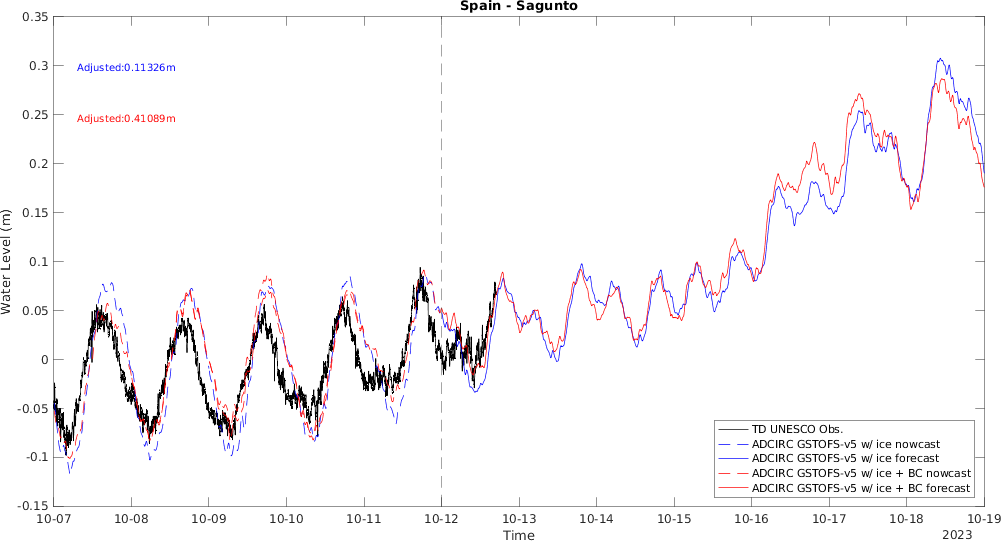 Spain - Sagunto
0.35
0.3
0.25
0.2
0.15
0.1
0.05
0
-0.05
-0.1
-0.15
Water Level (m)
Adjusted:0.11326m
Adjusted:0.41089m
TD UNESCO Obs.
ADCIRC GSTOFS-v5 w/ ice nowcast
ADCIRC GSTOFS-v5 w/ ice forecast
ADCIRC GSTOFS-v5 w/ ice + BC nowcast
ADCIRC GSTOFS-v5 w/ ice + BC forecast
10-07 10-08 10-09 10-10 10-11 10-12 10-13 10-14 10-15 10-16 10-17 10-18 10-19
Time
2023